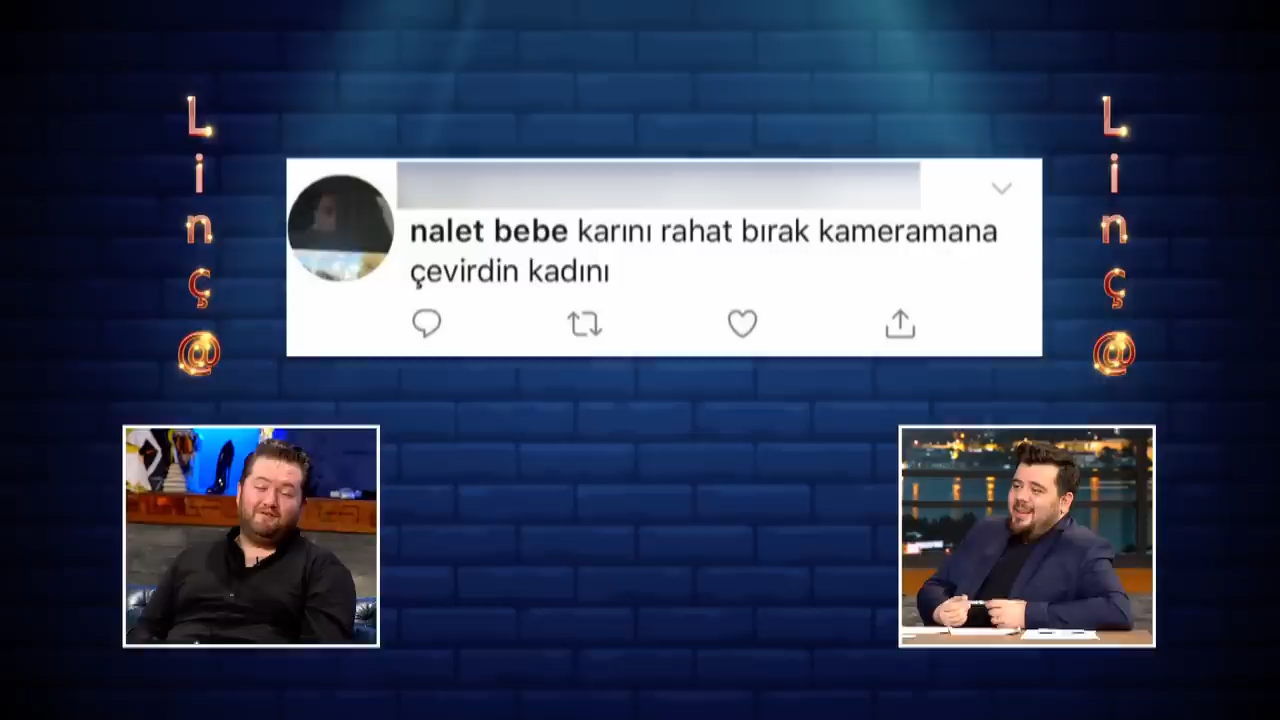 Linç@
Linç@
nalet bebe karını rahat bırak kameramana
çevirdin kadını